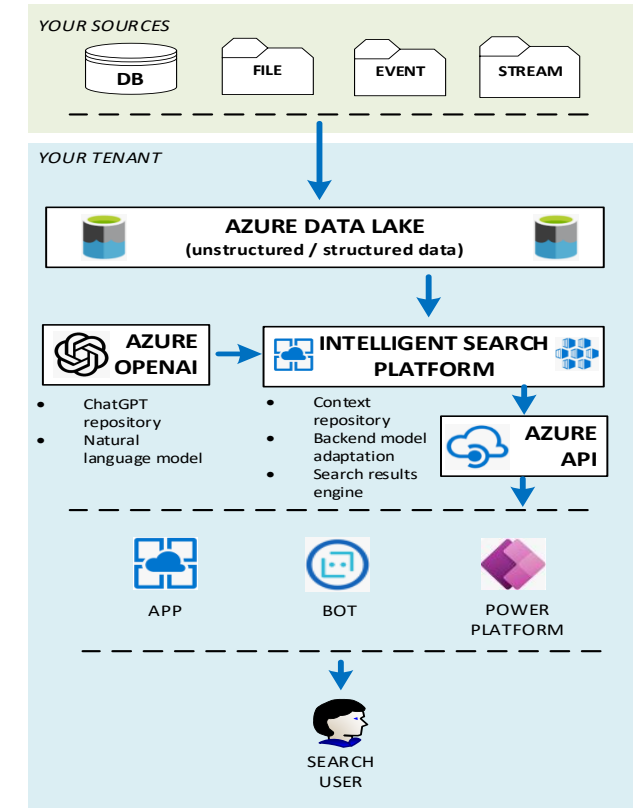 YOUR SOURCES
DB
FILE
EVENT
STREAM
YOUR TENANT
AZURE DATA LAKE
(unstructured / structured data)
AZURE
OPENAI
INTELLIGENT SEARCH
PLATFORM
• ChatGPT
repository
• Natural
language model
• Context
repository
• Backend model
adaptation
• Search results
engine
AZURE
API
APP
BOT
POWER
PLATFORM
SEARCH
USER